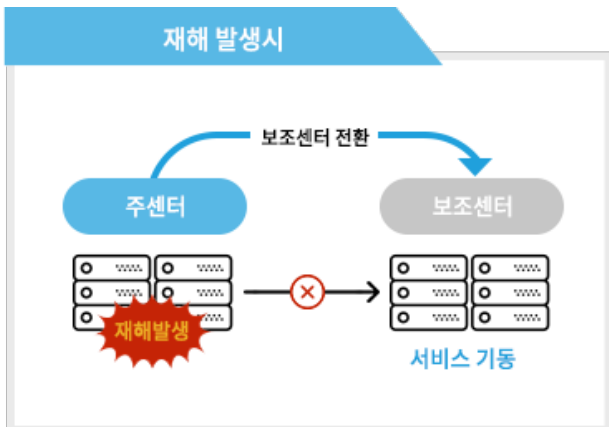 재해 발생시
보조센터 전환
주센터
보조센터
재해발생
서비스 기동